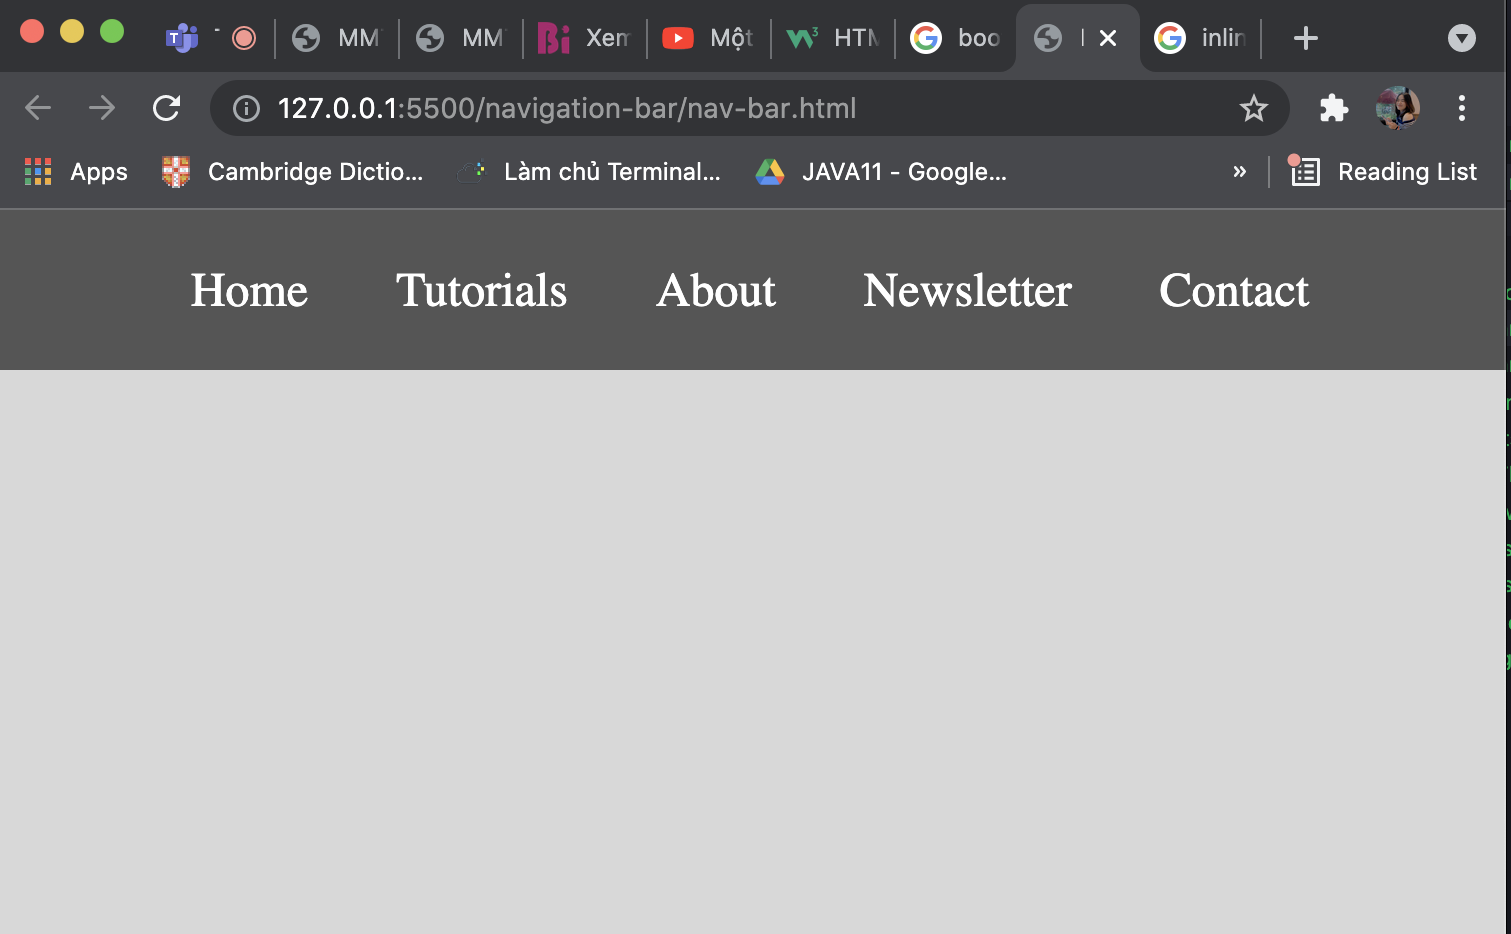 MM MM Xem Một HTM boo inlin
127.0.0.1:5500/navigation-bar/nav-bar.html
Apps Cambridge Dictio... Làm chủ Terminal... JAVA11 - Google... » Reading List
Home Tutorials About Newsletter Contact